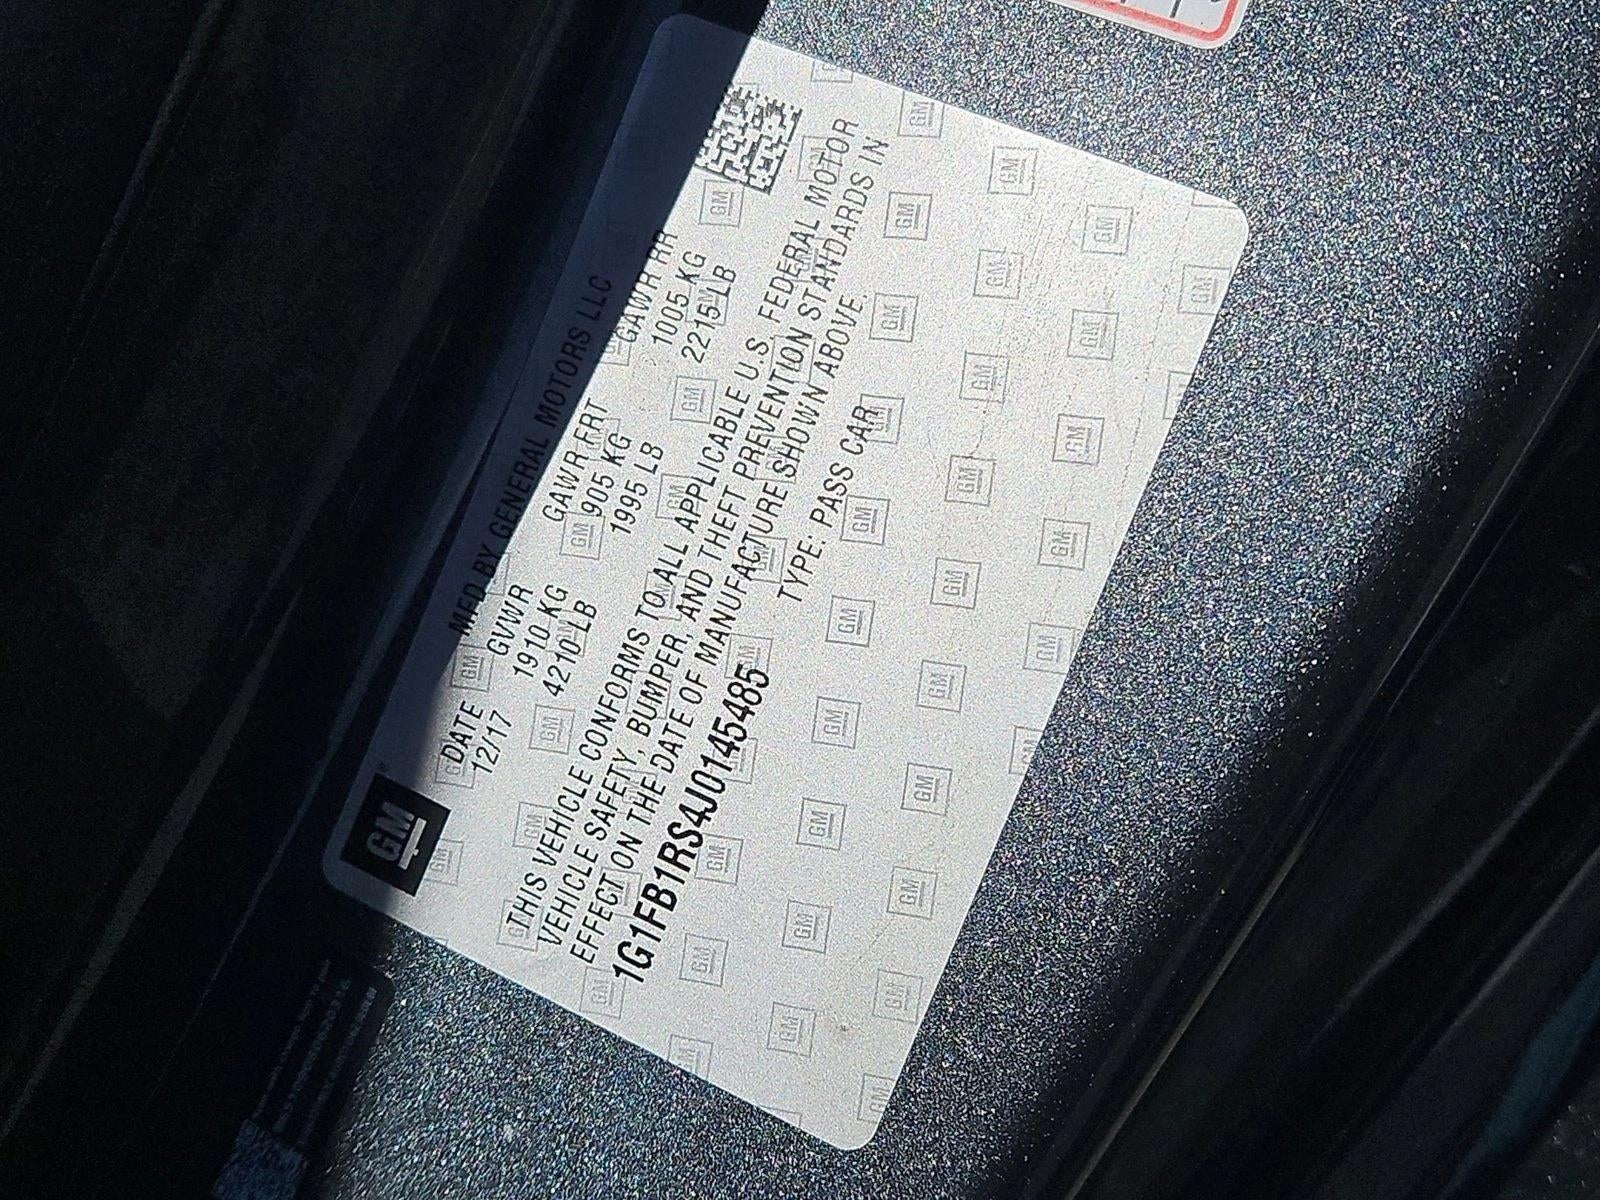 GM
MFD BY GENERAL MOTORS LLC
DATE GVWR GAWR FRT GAWR RR
12/17 1910 KG 905 KG 1005 KG
4210 LB 1995 LB 2215 LB
THIS VEHICLE CONFORMS TO ALL APPLICABLE U.S. FEDERAL MOTOR
VEHICLE SAFETY, BUMPER, AND THEFT PREVENTION STANDARDS IN
EFFECT ON THE DATE OF MANUFACTURE SHOWN ABOVE.
1G1FB1RS4J0145485 TYPE: PASS CAR